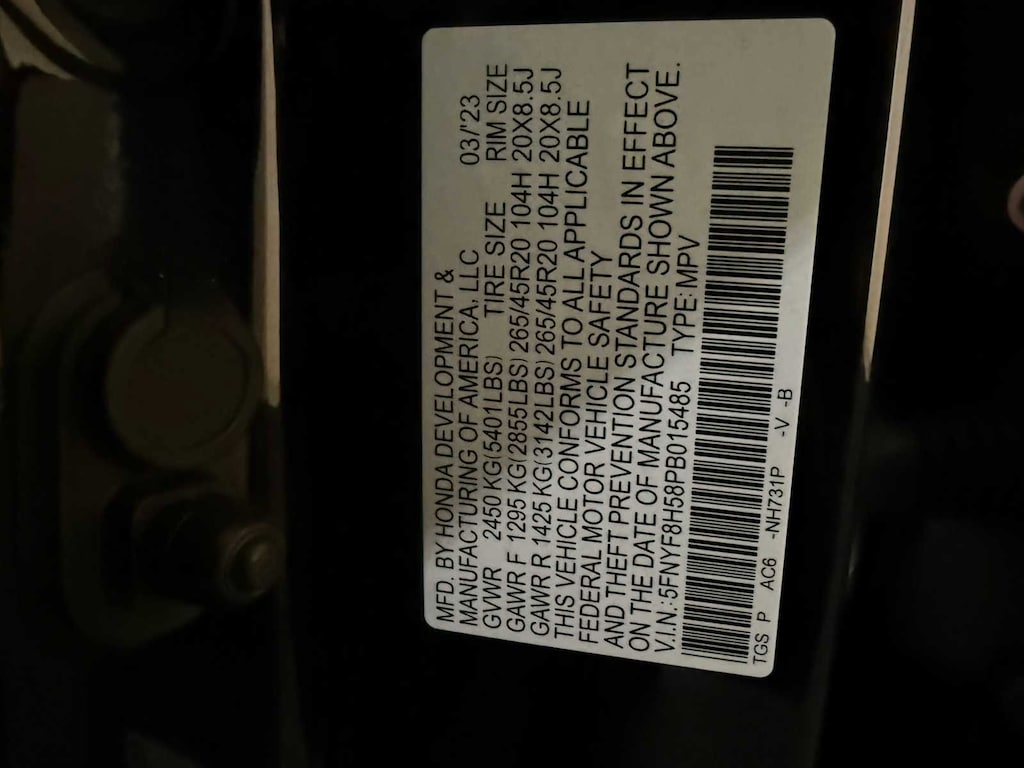 MFD. BY HONDA DEVELOPMENT &
MANUFACTURING OF AMERICA, LLC 03/'23
GVWR 2450 KG(5401LBS) TIRE SIZE RIM SIZE
GAWR F 1295 KG(2855LBS) 265/45R20 104H 20X8.5J
GAWR R 1425 KG(3142LBS) 265/45R20 104H 20X8.5J
THIS VEHICLE CONFORMS TO ALL APPLICABLE
FEDERAL MOTOR VEHICLE SAFETY
AND THEFT PREVENTION STANDARDS IN EFFECT
ON THE DATE OF MANUFACTURE SHOWN ABOVE.
V.I.N.:5FNYF8H58PB015485 TYPE:MPV
TGS P AC6 -NH731P -V -B